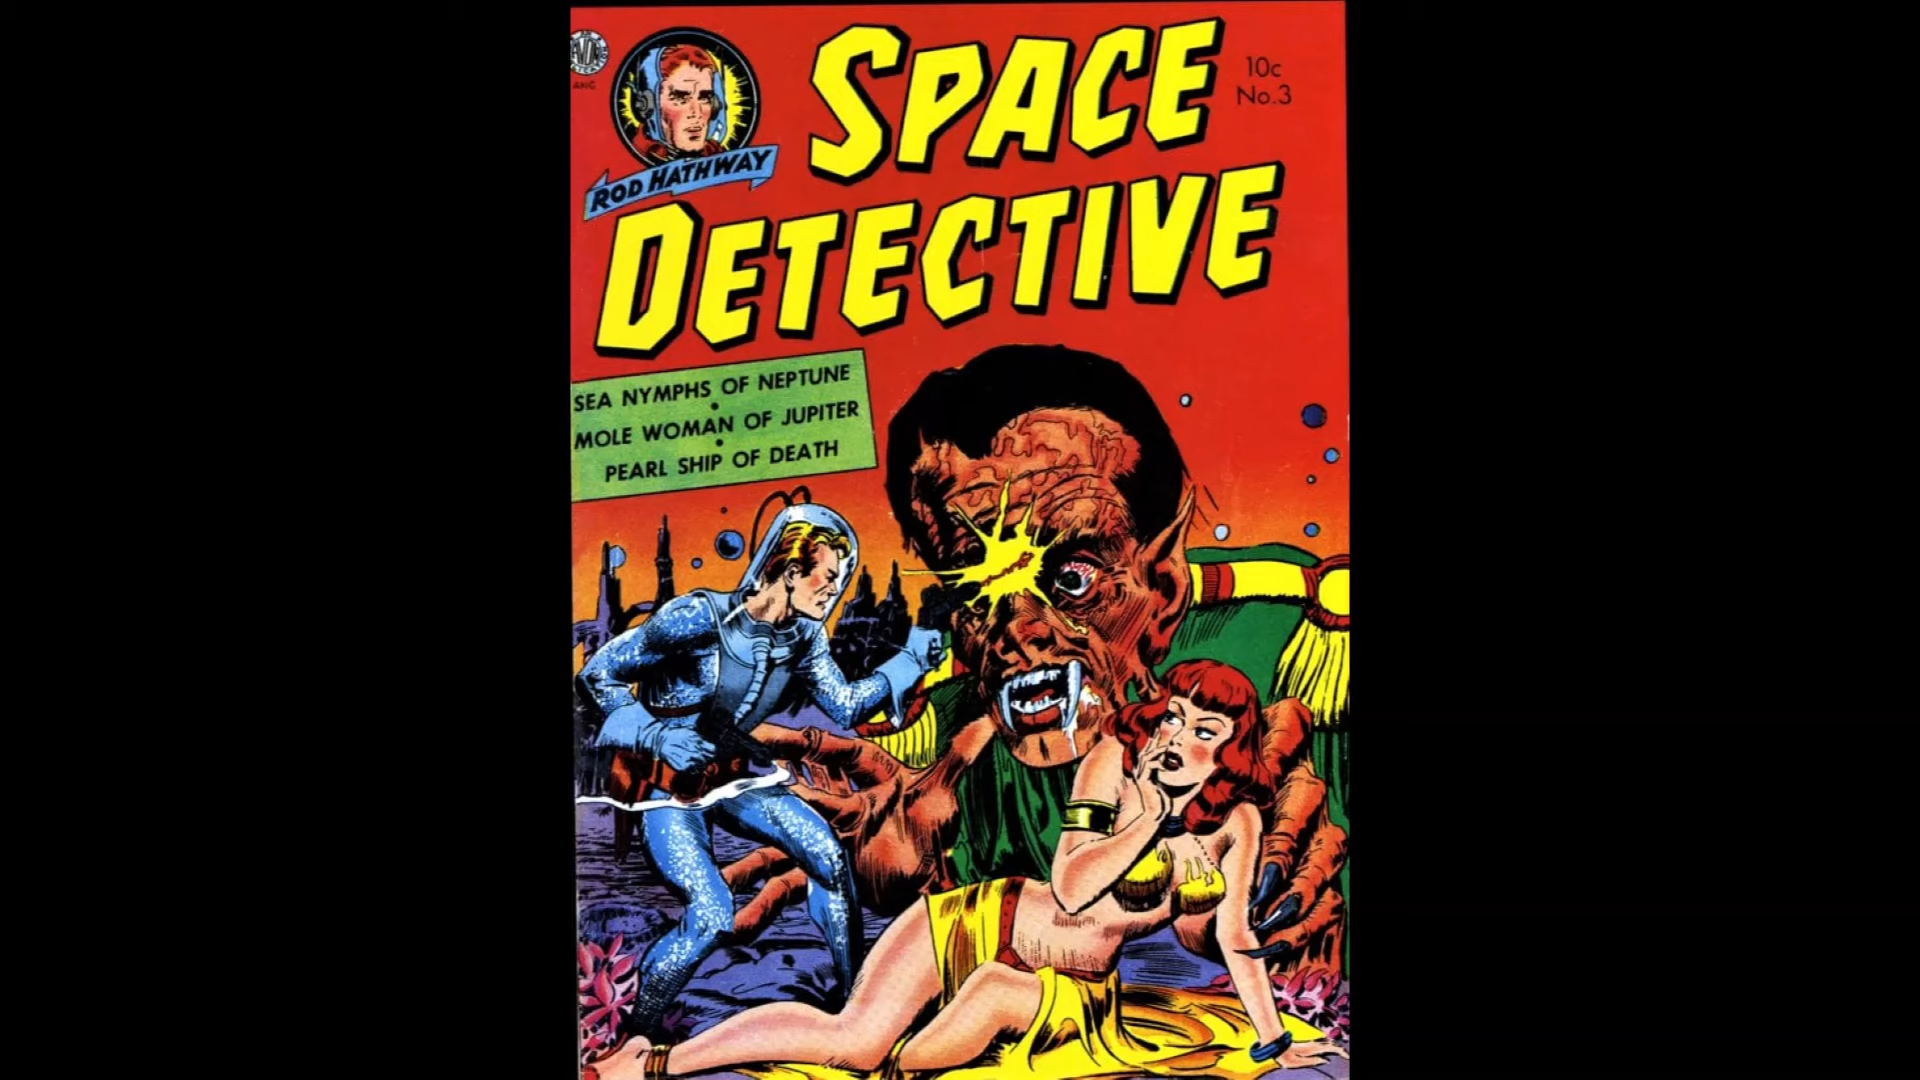 SPACE
DETECTIVE
10c
No.3
ROD HATHWAY
SEA NYMPHS OF NEPTUNE
•
MOLE WOMAN OF JUPITER
•
PEARL SHIP OF DEATH